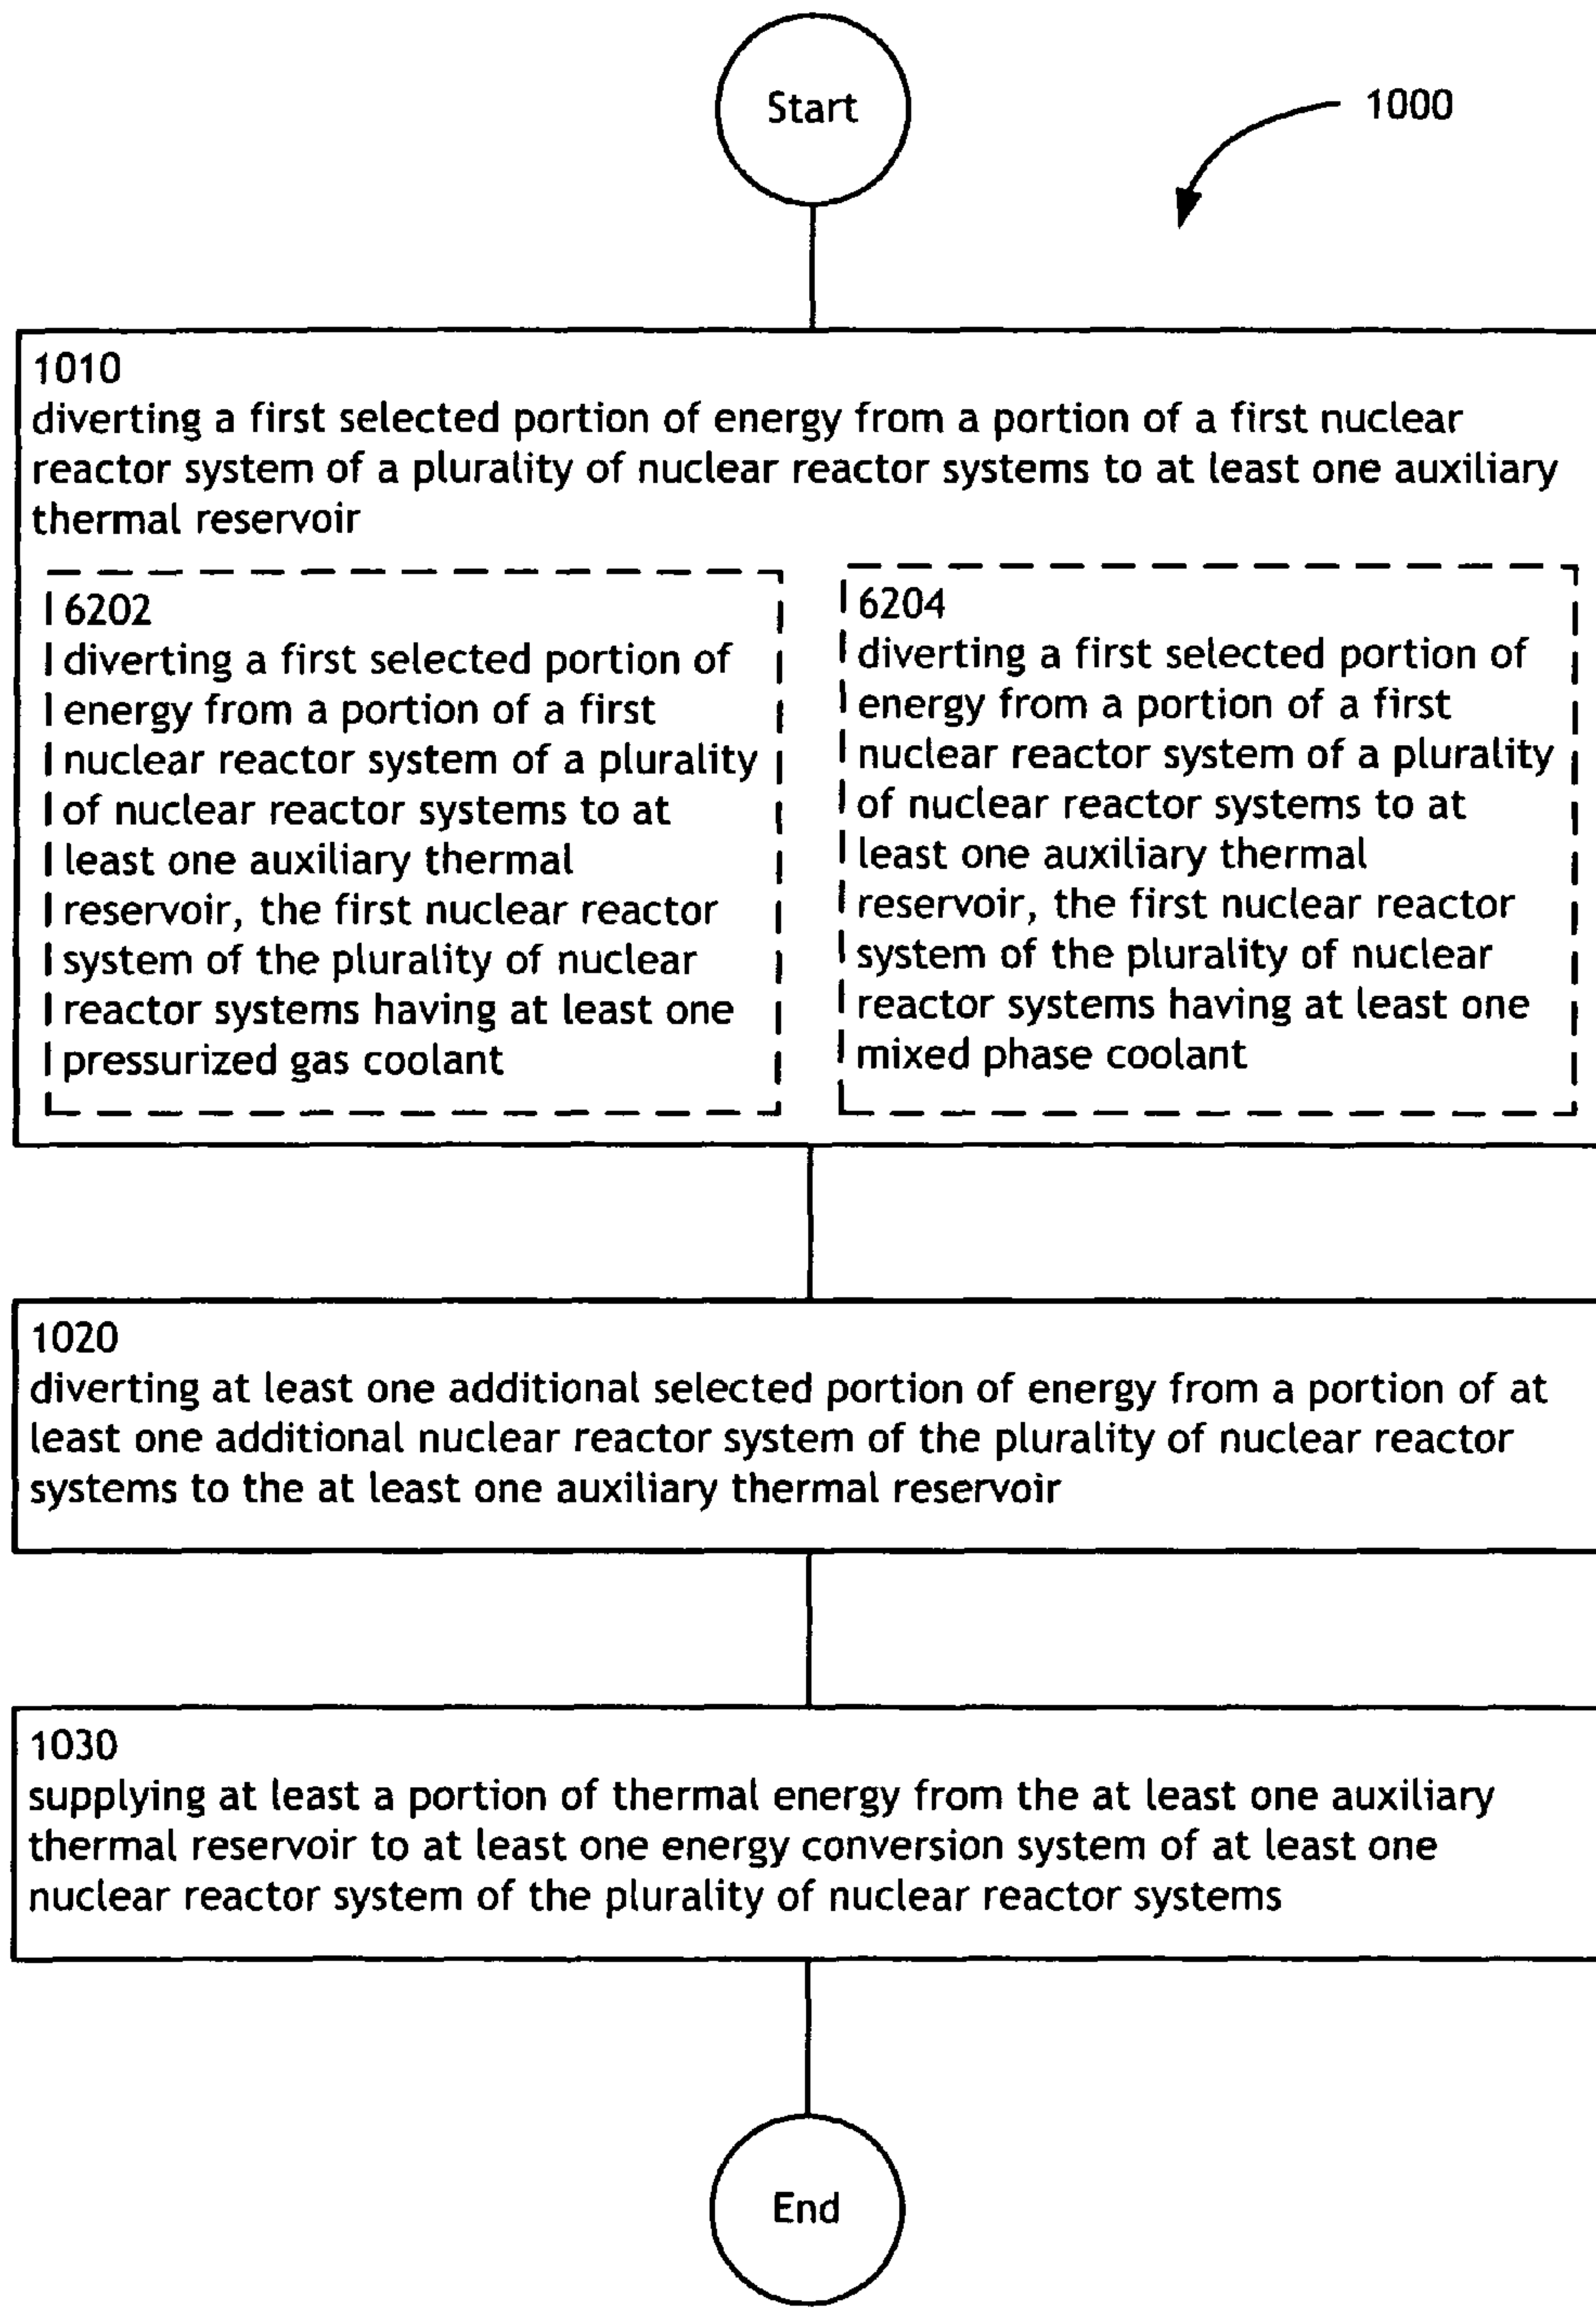 Start
1000
1010
diverting a first selected portion of energy from a portion of a first nuclear
reactor system of a plurality of nuclear reactor systems to at least one auxiliary
thermal reservoir
6202
diverting a first selected portion of
energy from a portion of a first
nuclear reactor system of a plurality
of nuclear reactor systems to at
least one auxiliary thermal
reservoir, the first nuclear reactor
system of the plurality of nuclear
reactor systems having at least one
pressurized gas coolant
6204
diverting a first selected portion of
energy from a portion of a first
nuclear reactor system of a plurality
of nuclear reactor systems to at
least one auxiliary thermal
reservoir, the first nuclear reactor
system of the plurality of nuclear
reactor systems having at least one
mixed phase coolant
1020
diverting at least one additional selected portion of energy from a portion of at
least one additional nuclear reactor system of the plurality of nuclear reactor
systems to the at least one auxiliary thermal reservoir
1030
supplying at least a portion of thermal energy from the at least one auxiliary
thermal reservoir to at least one energy conversion system of at least one
nuclear reactor system of the plurality of nuclear reactor systems
End